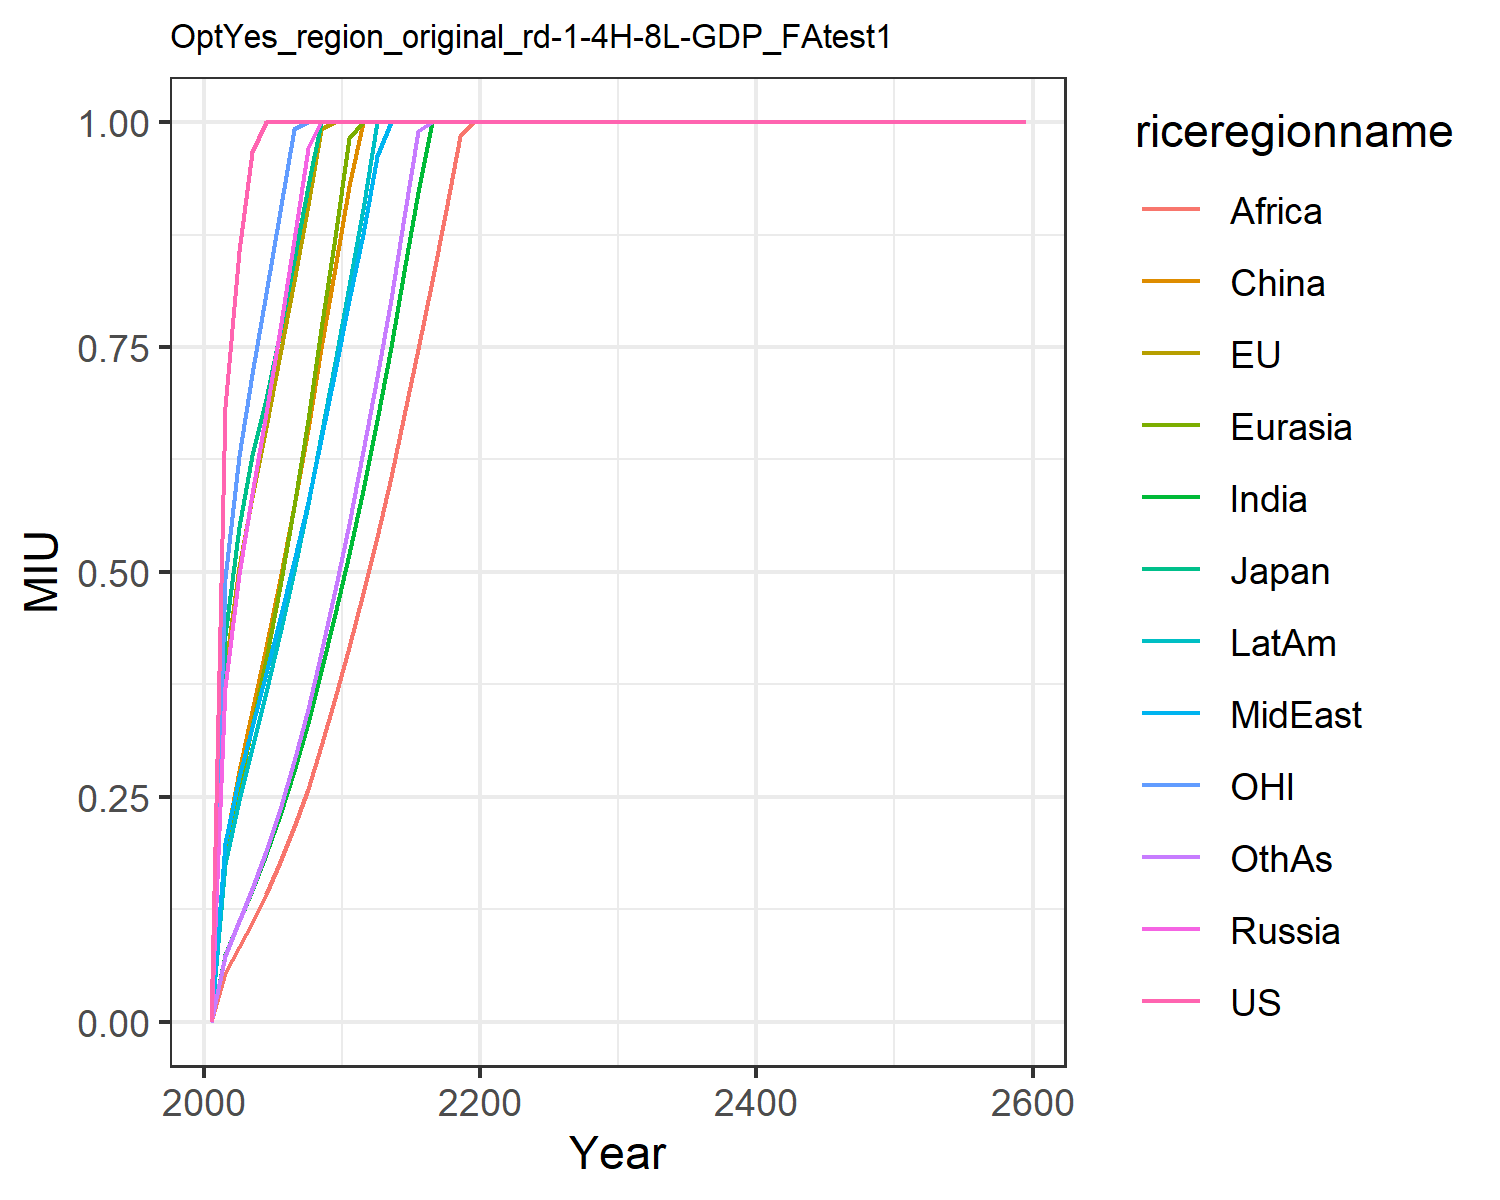 OptYes_region_original_rd-1-4H-8L-GDP_FAtest1
1.00
0.75
0.50
0.25
0.00
MIU
2000
2200
2400
2600
Year
riceregionname
Africa
China
EU
Eurasia
India
Japan
LatAm
MidEast
OHI
OthAs
Russia
US